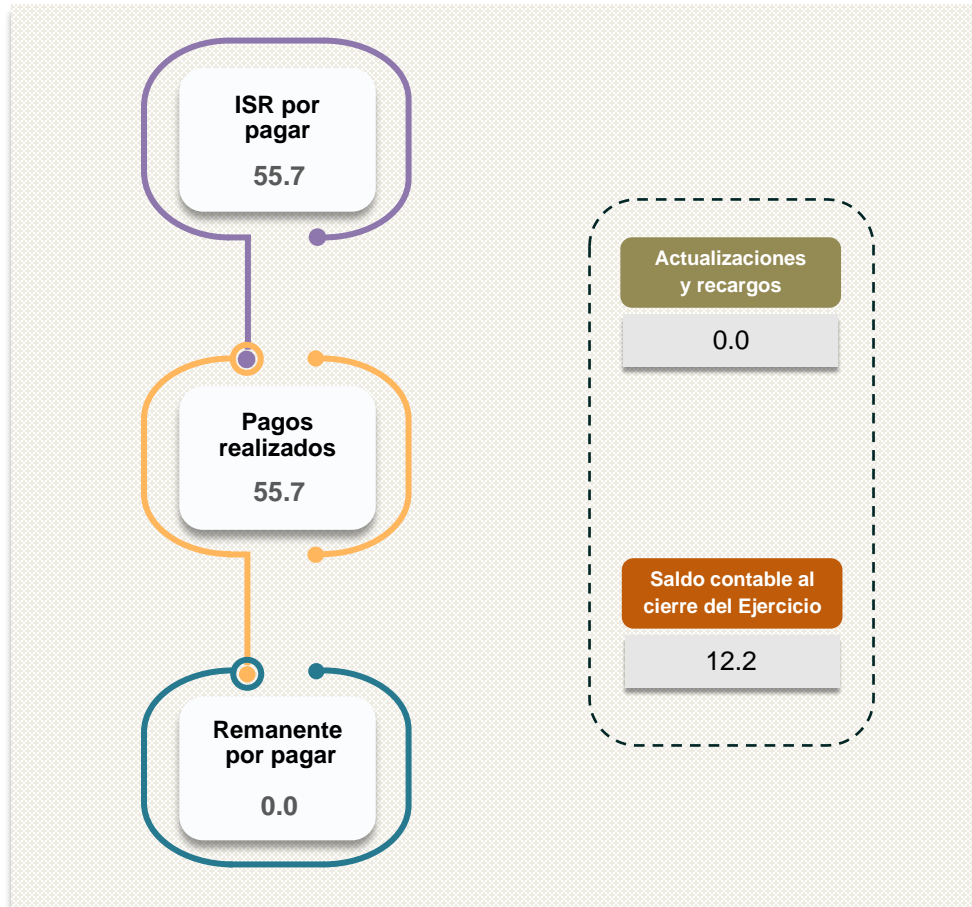 ISR por
pagar
55.7
Pagos
realizados
55.7
Remanente
por pagar
0.0
Actualizaciones
y recargos
0.0
Saldo contable al
cierre del Ejercicio
12.2